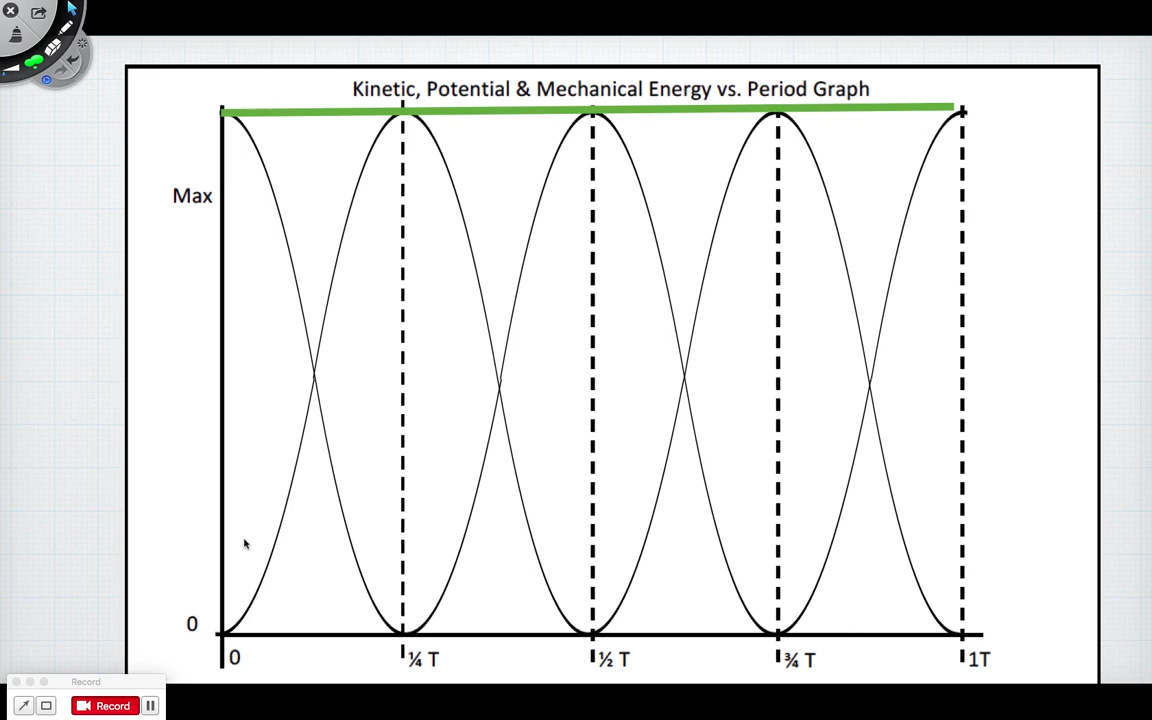 Kinetic, Potential & Mechanical Energy vs. Period Graph
Max
0
0
¼ T
½ T
¾ T
1T
Record
Record